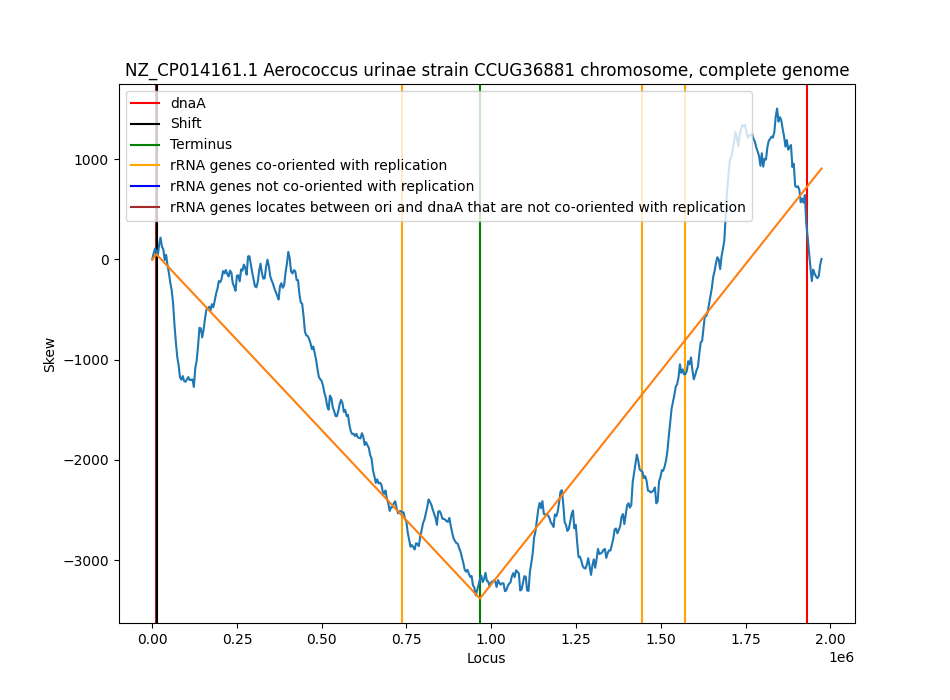 NZ_CP014161.1 Aerococcus urinae strain CCUG36881 chromosome, complete genome
dnaA
Shift
Terminus
rRNA genes co-oriented with replication
rRNA genes not co-oriented with replication
rRNA genes locates between ori and dnaA that are not co-oriented with replication
1000
0
−1000
−2000
−3000
Skew
0.00 0.25 0.50 0.75 1.00 1.25 1.50 1.75 2.00
1e6
Locus